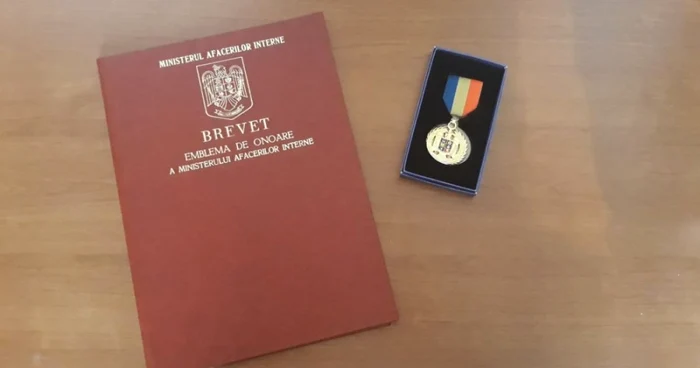 MINISTERUL AFACERILOR INTERNE
BREVET
EMBLEMA DE ONOARE
A MINISTERULUI AFACERILOR INTERNE